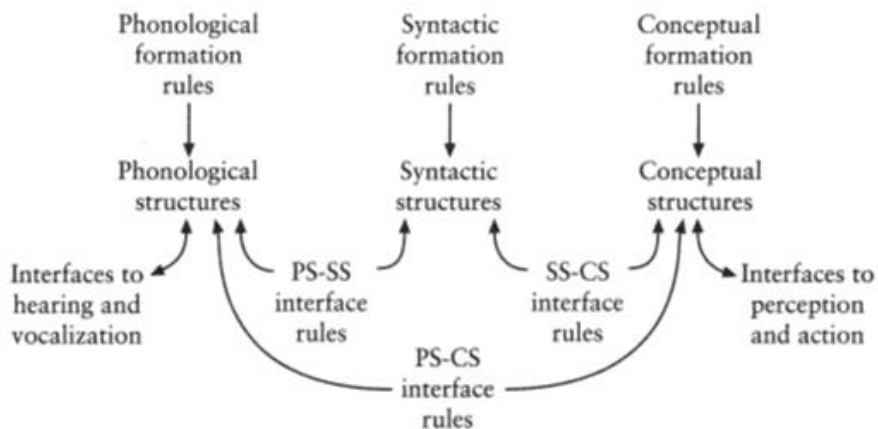 Phonological
formation
rules
Syntactic
formation
rules
Conceptual
formation
rules
Phonological
structures
Syntactic
structures
Conceptual
structures
Interfaces to
hearing and
vocalization
PS-SS
interface
rules
SS-CS
interface
rules
Interfaces to
perception
and action
PS-CS
interface
rules